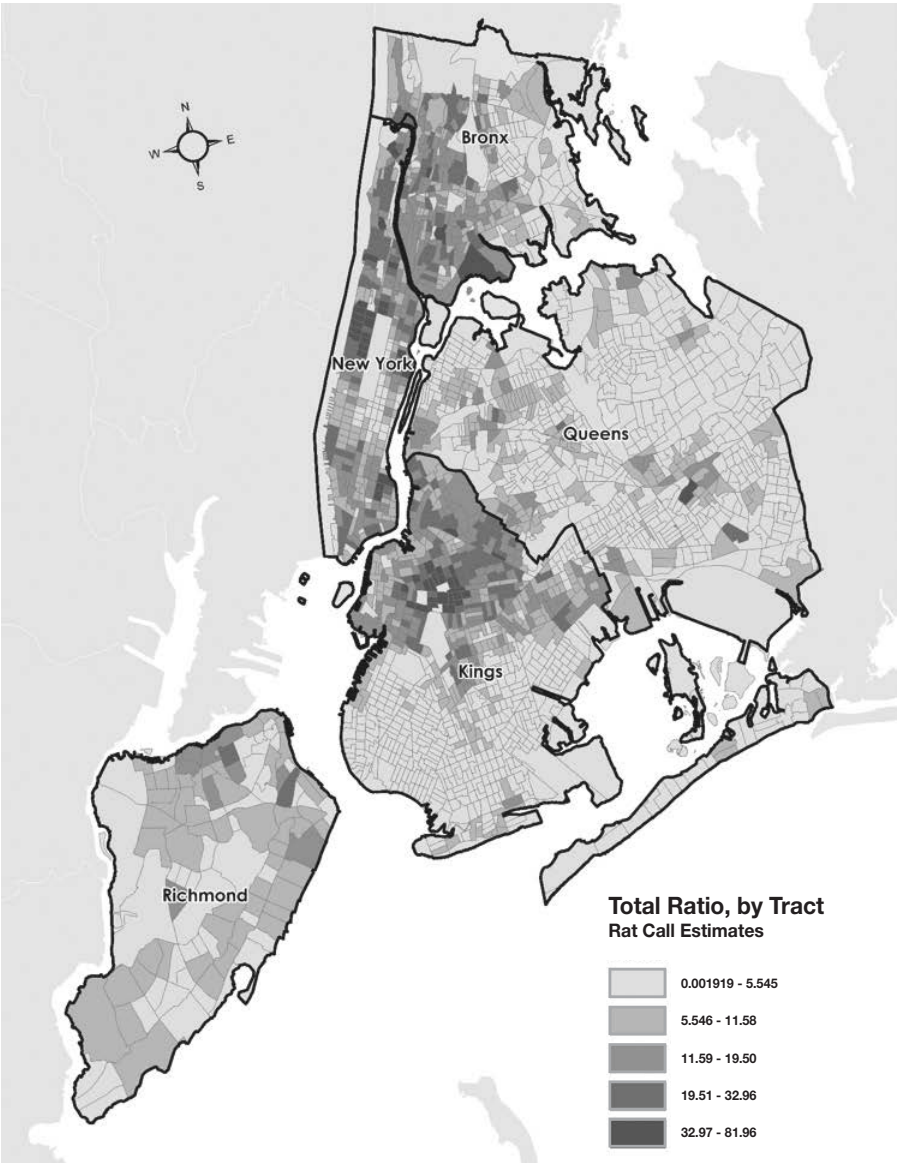 N
W E
S
Bronx
New York
Queens
Kings
Richmond
Total Ratio, by Tract
Rat Call Estimates
0.001919 - 5.545
5.546 - 11.58
11.59 - 19.50
19.51 - 32.96
32.97 - 81.96